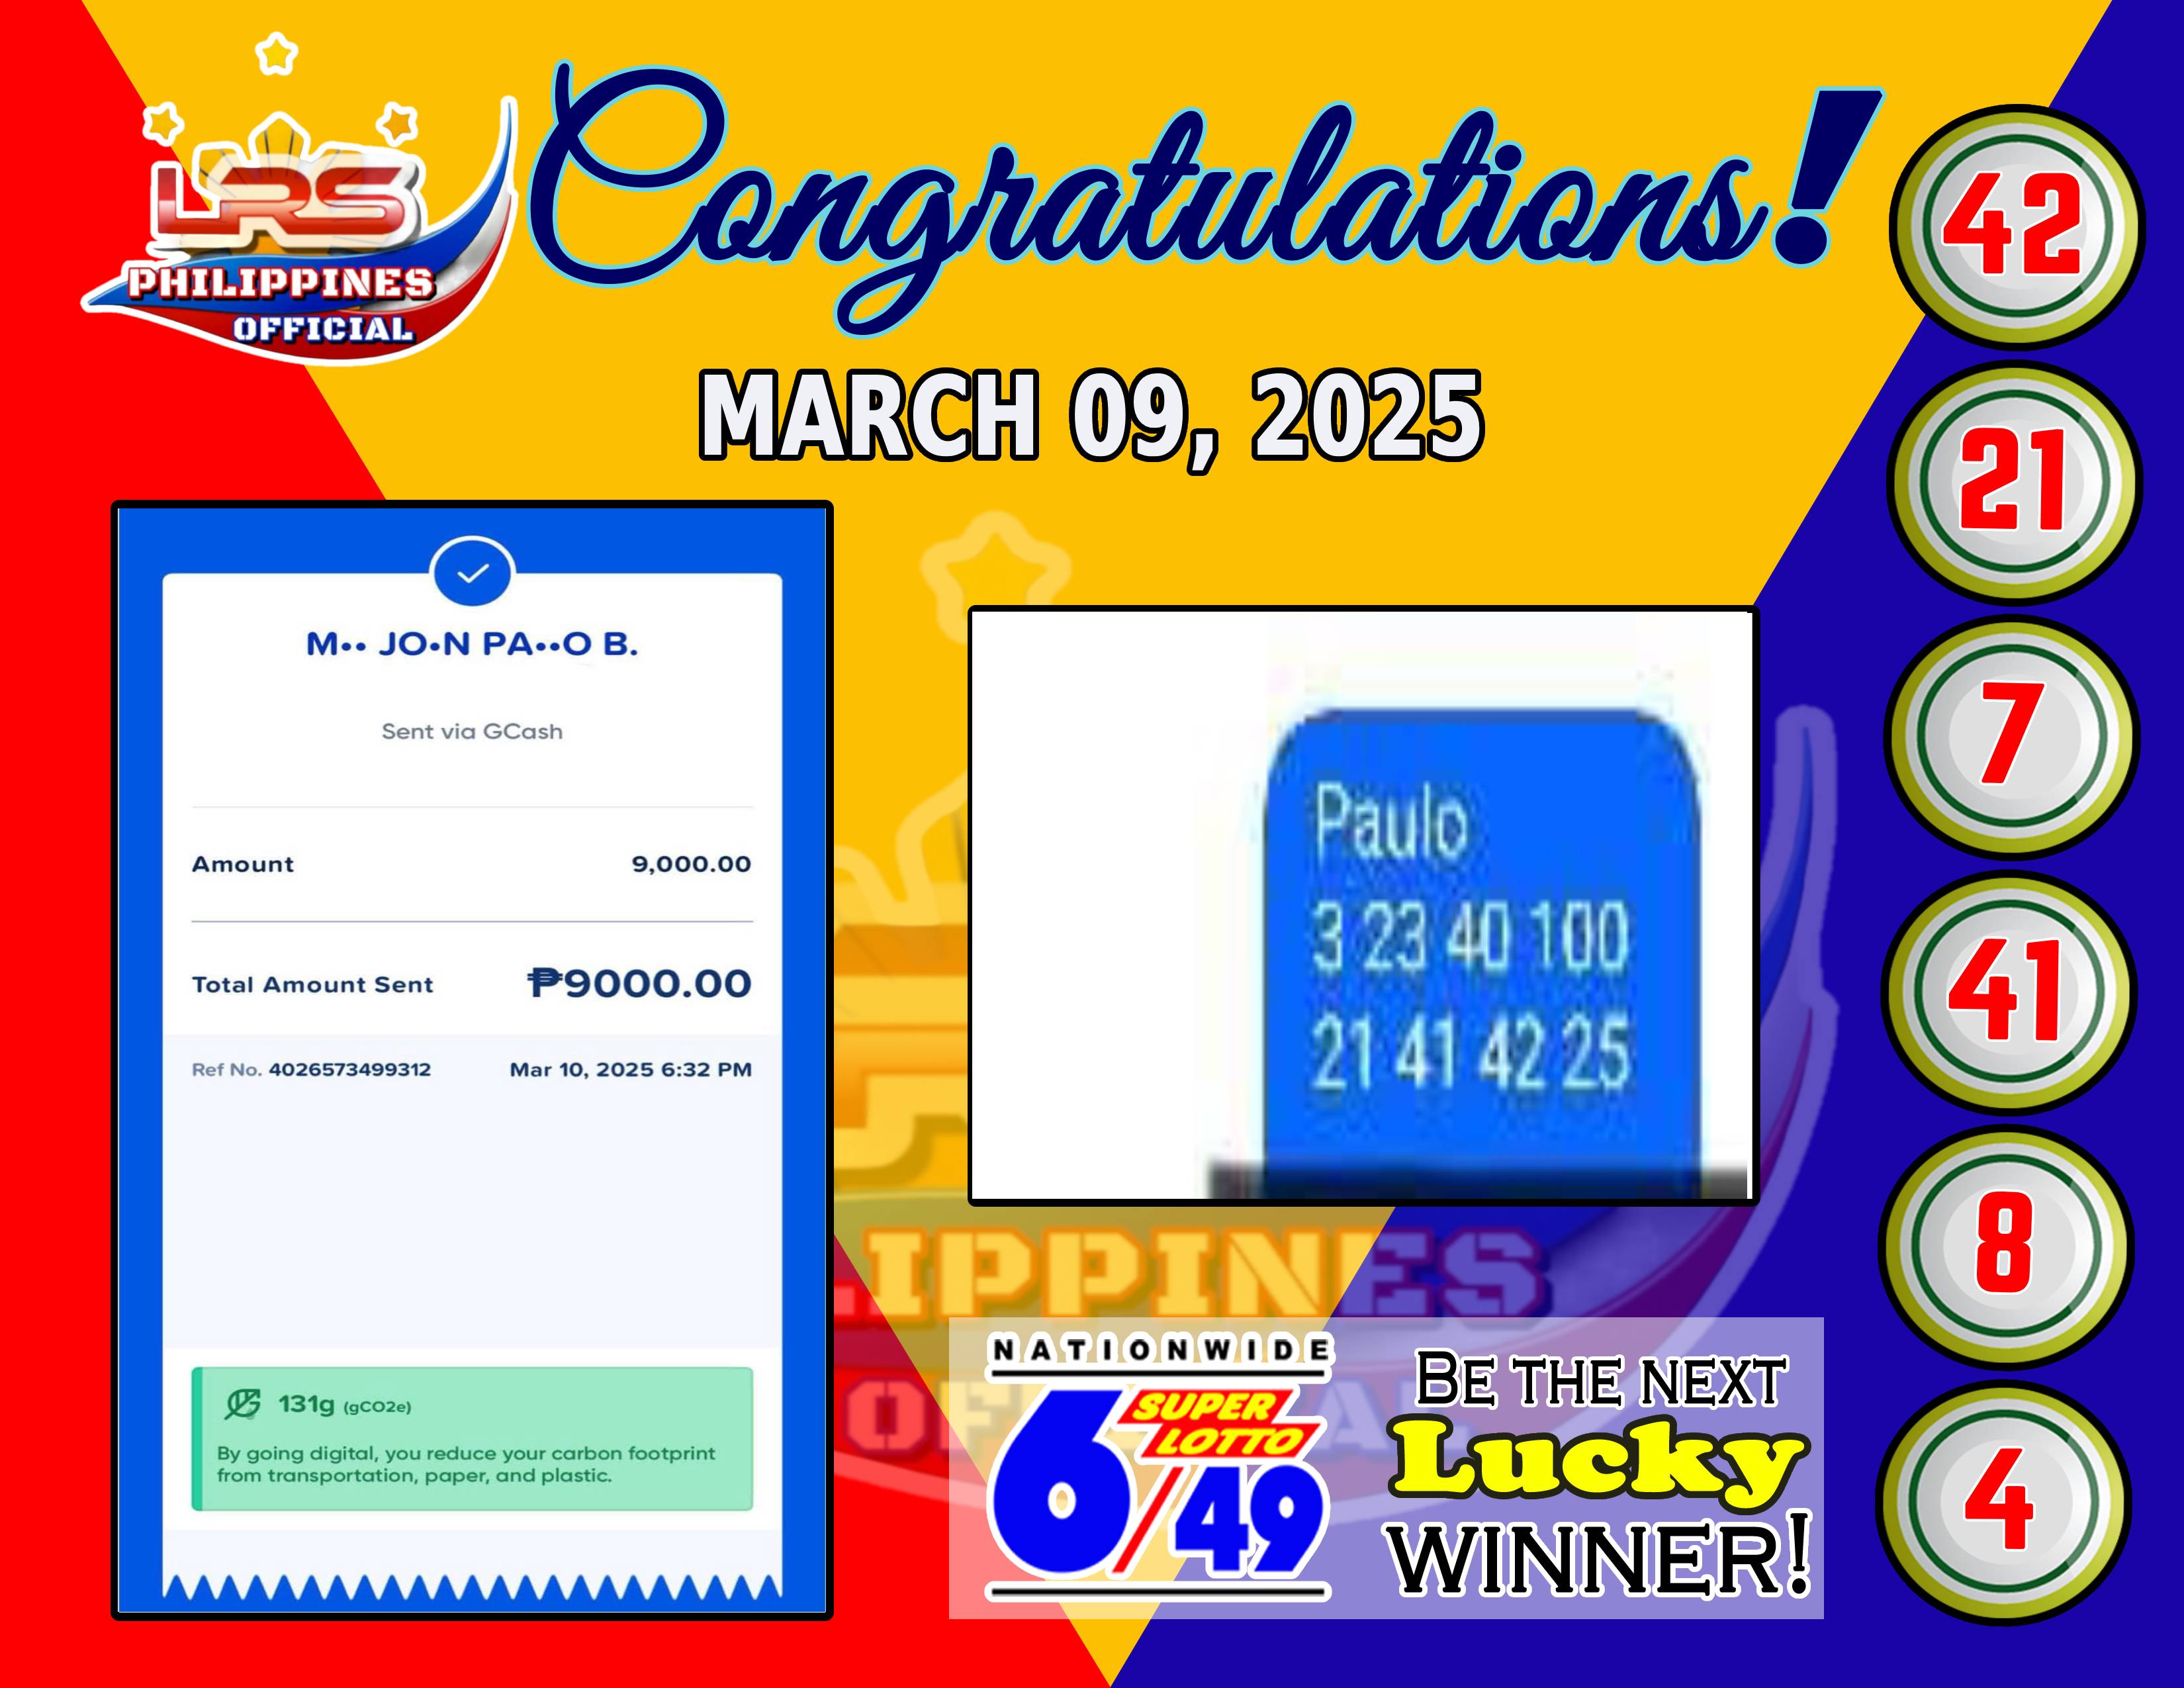 LRS
PHILIPPINES
OFFICIAL
Congratulations!
MARCH 09, 2025
M•• JO•N PA••O B.
Sent via GCash
Amount 9,000.00
Total Amount Sent ₱9000.00
Ref No. 4026573499312 Mar 10, 2025 6:32 PM
131g (gCO2e)
By going digital, you reduce your carbon footprint
from transportation, paper, and plastic.
Paulo
3 23 40 100
21 41 42 25
LIPPINES
NATIONWIDE
SUPER
LOTTO
6/49
BE THE NEXT
Lucky
WINNER!
42
21
7
41
8
4